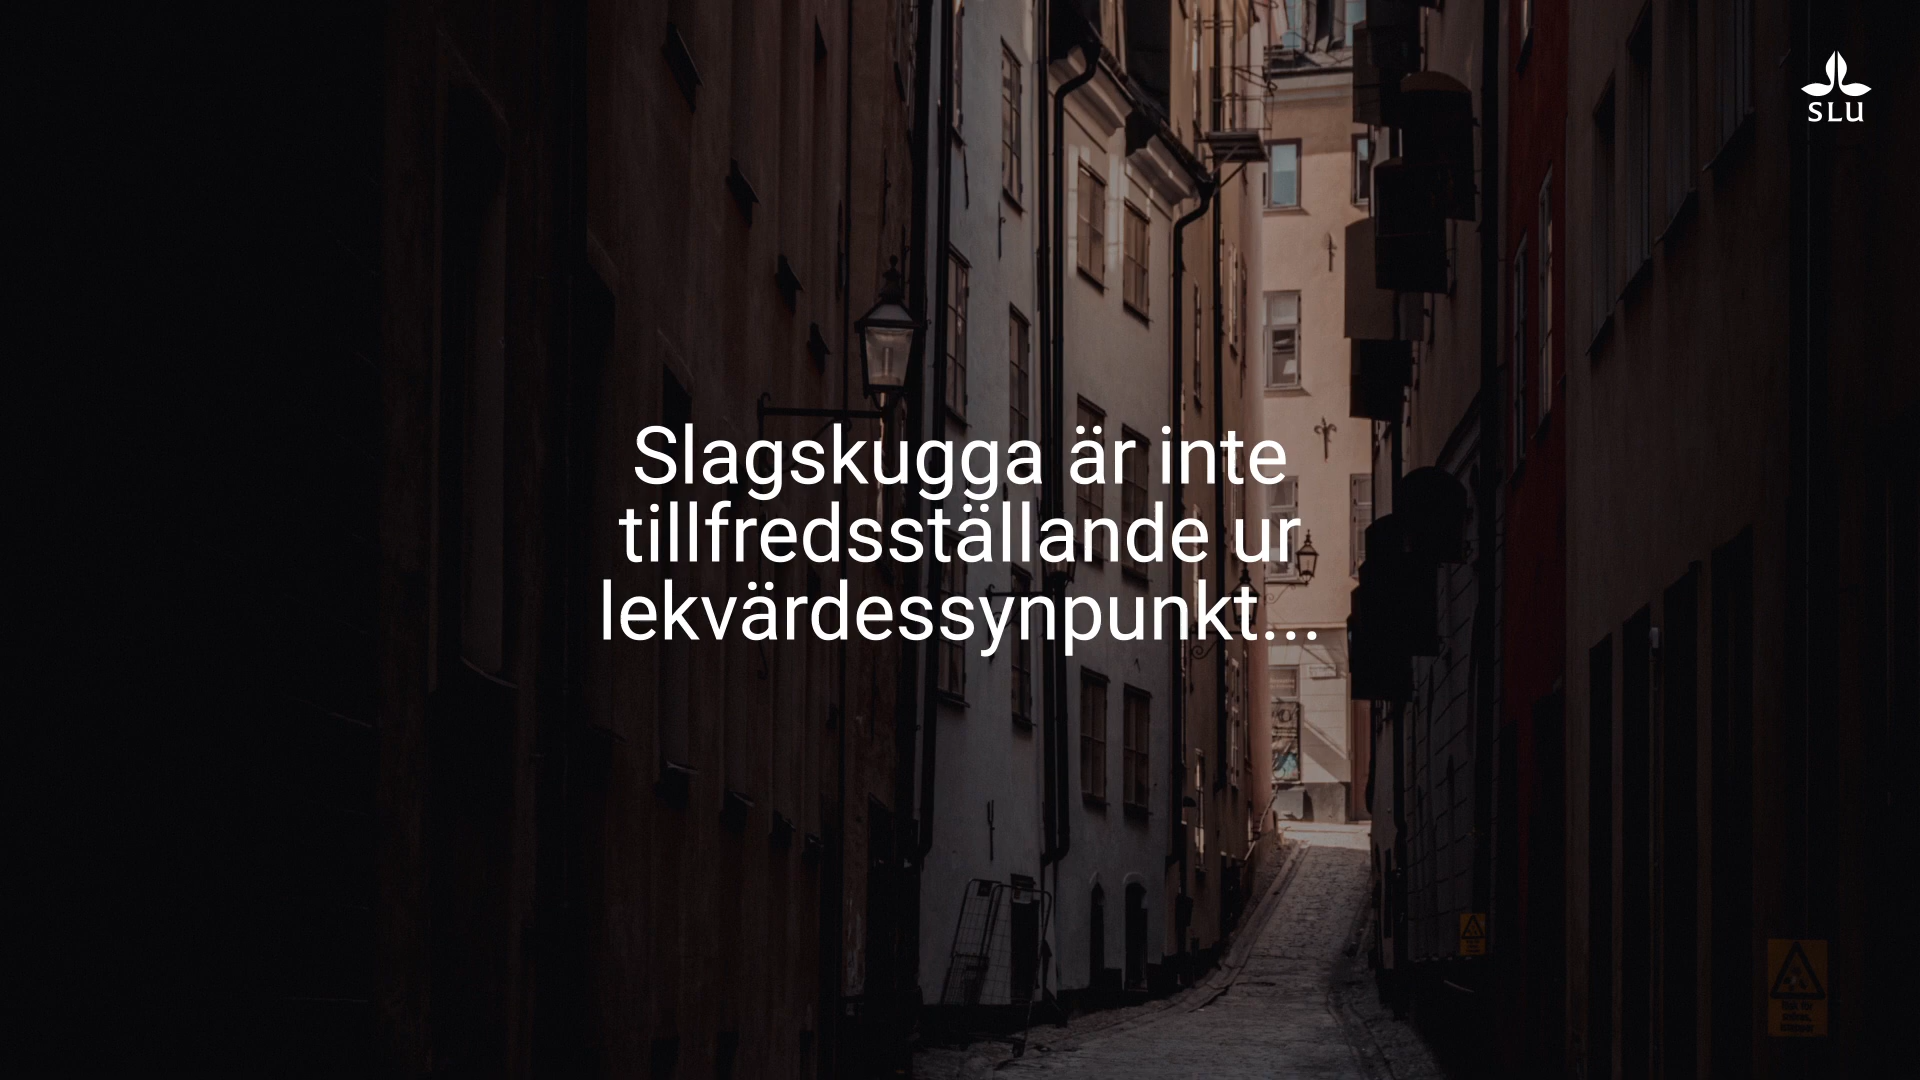 SLU
Slagskugga är inte
tillfredsställande ur
lekvärdessynpunkt...